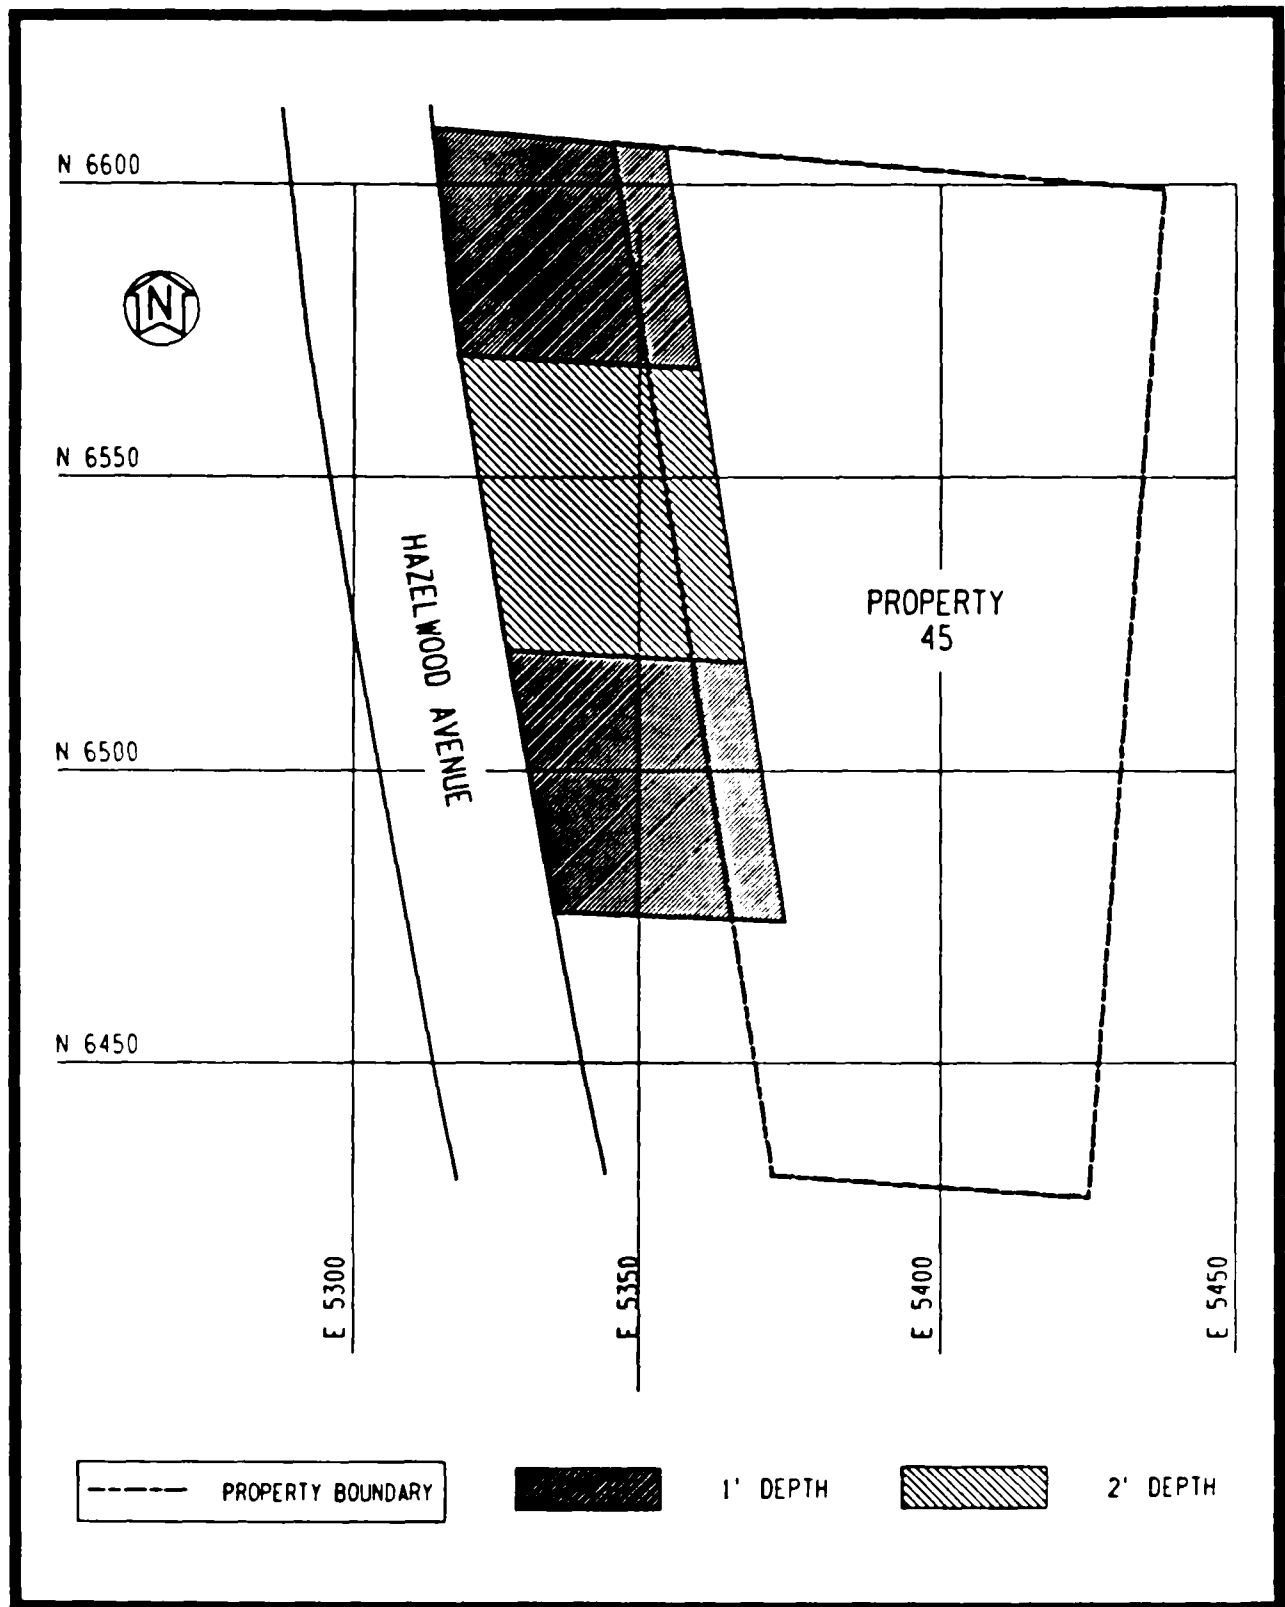 N 6600
N
N 6550
HAZELWOOD AVENUE
PROPERTY
45
N 6500
N 6450
E 5300
E 5350
E 5400
E 5450
PROPERTY BOUNDARY
1' DEPTH
2' DEPTH